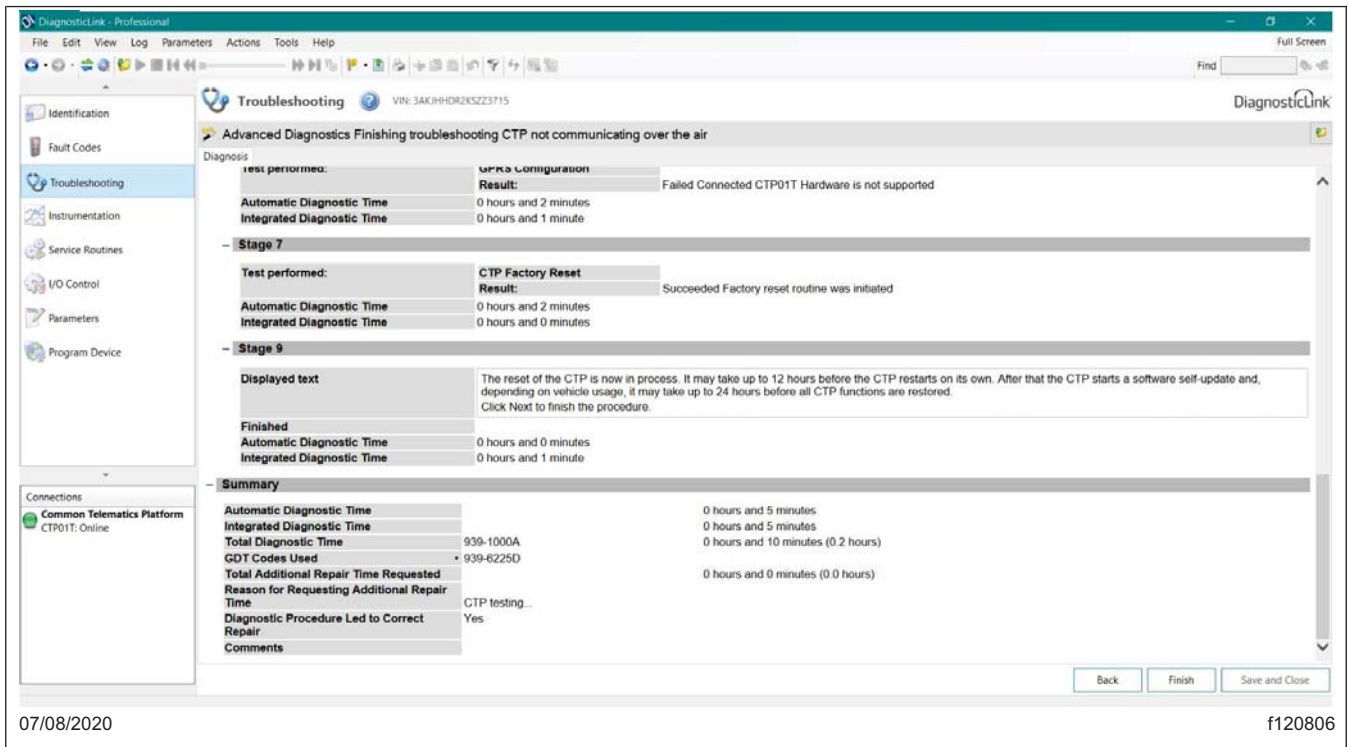 DiagnosticLink - Professional
File Edit View Log Parameters Actions Tools Help Full Screen
Find
Identification
Fault Codes
Troubleshooting
Instrumentation
Service Routines
I/O Control
Parameters
Program Device
Connections
Common Telematics Platform
CTP01T: Online
Troubleshooting VIN: 3AKJHHDR2KSZZ3715 DiagnosticLink
Advanced Diagnostics Finishing troubleshooting CTP not communicating over the air
Diagnosis
Test performed: GPRS Configuration
Result: Failed Connected CTP01T Hardware is not supported
Automatic Diagnostic Time 0 hours and 2 minutes
Integrated Diagnostic Time 0 hours and 1 minute
Stage 7
Test performed: CTP Factory Reset
Result: Succeeded Factory reset routine was initiated
Automatic Diagnostic Time 0 hours and 2 minutes
Integrated Diagnostic Time 0 hours and 0 minutes
Stage 9
Displayed text The reset of the CTP is now in process. It may take up to 12 hours before the CTP restarts on its own. After that the CTP starts a software self-update and,
depending on vehicle usage, it may take up to 24 hours before all CTP functions are restored.
Click Next to finish the procedure.
Finished
Automatic Diagnostic Time 0 hours and 0 minutes
Integrated Diagnostic Time 0 hours and 1 minute
Summary
Automatic Diagnostic Time 0 hours and 5 minutes
Integrated Diagnostic Time 0 hours and 5 minutes
Total Diagnostic Time 939-1000A 0 hours and 10 minutes (0.2 hours)
GDT Codes Used • 939-6225D
Total Additional Repair Time Requested 0 hours and 0 minutes (0.0 hours)
Reason for Requesting Additional Repair
Time CTP testing...
Diagnostic Procedure Led to Correct Yes
Repair
Comments
Back Finish Save and Close
07/08/2020 f120806